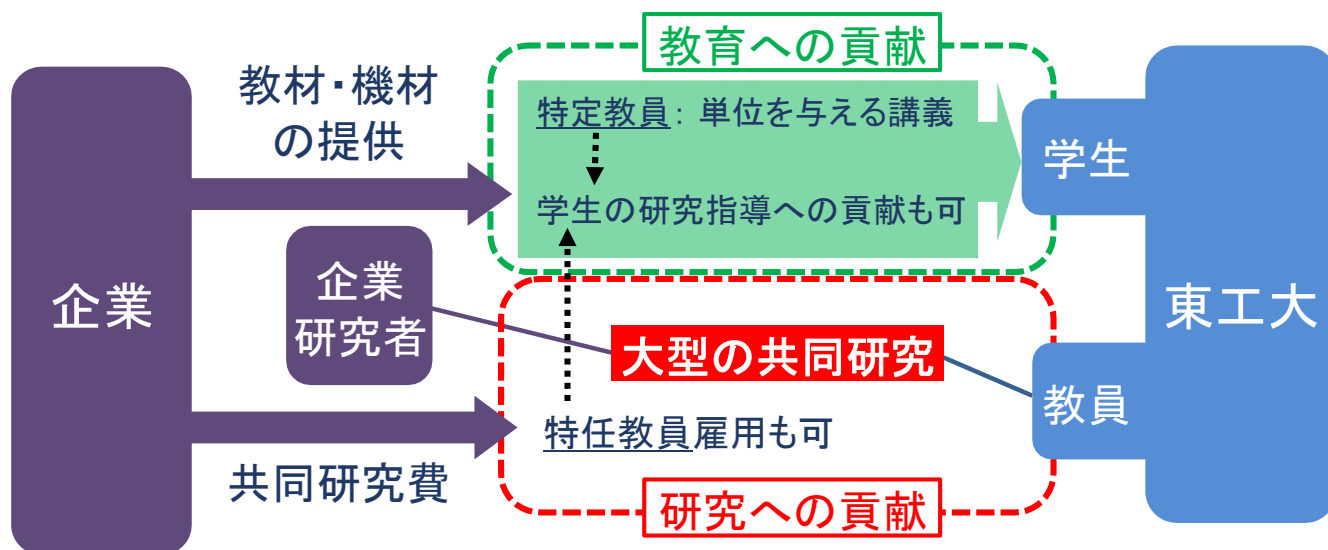 教育への貢献
教材・機材
の提供
特定教員：単位を与える講義
学生の研究指導への貢献も可
学生
企業
企業
研究者
大型の共同研究
東工大
教員
特任教員雇用も可
共同研究費
研究への貢献